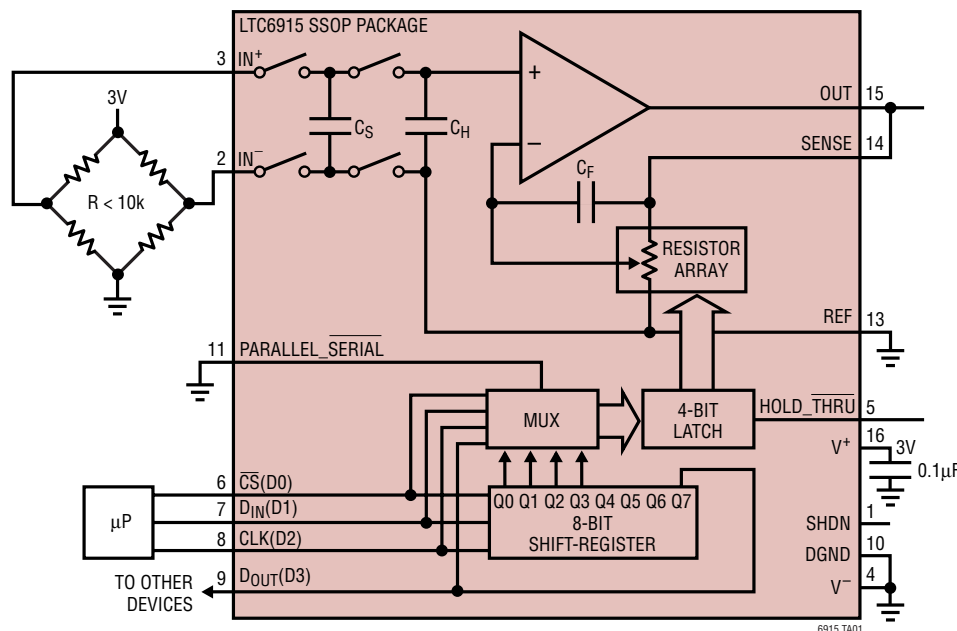 LTC6915 SSOP PACKAGE
3 IN+
3V
CS
CH
+
−
OUT 15
SENSE 14
2 IN−
CF
R < 10k
RESISTOR
ARRAY
REF 13
11 PARALLEL_SERIAL
MUX
4-BIT
LATCH
HOLD_THRU 5
V+ 16
3V
0.1µF
6 CS(D0)
7 DIN(D1)
8 CLK(D2)
µP
Q0 Q1 Q2 Q3 Q4 Q5 Q6 Q7
8-BIT
SHIFT-REGISTER
SHDN 1
DGND 10
V− 4
TO OTHER
DEVICES
9 DOUT(D3)
6915 TA01